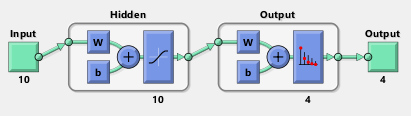 Hidden Output
Input Output
W W
b b
+ +
10 4
10 4